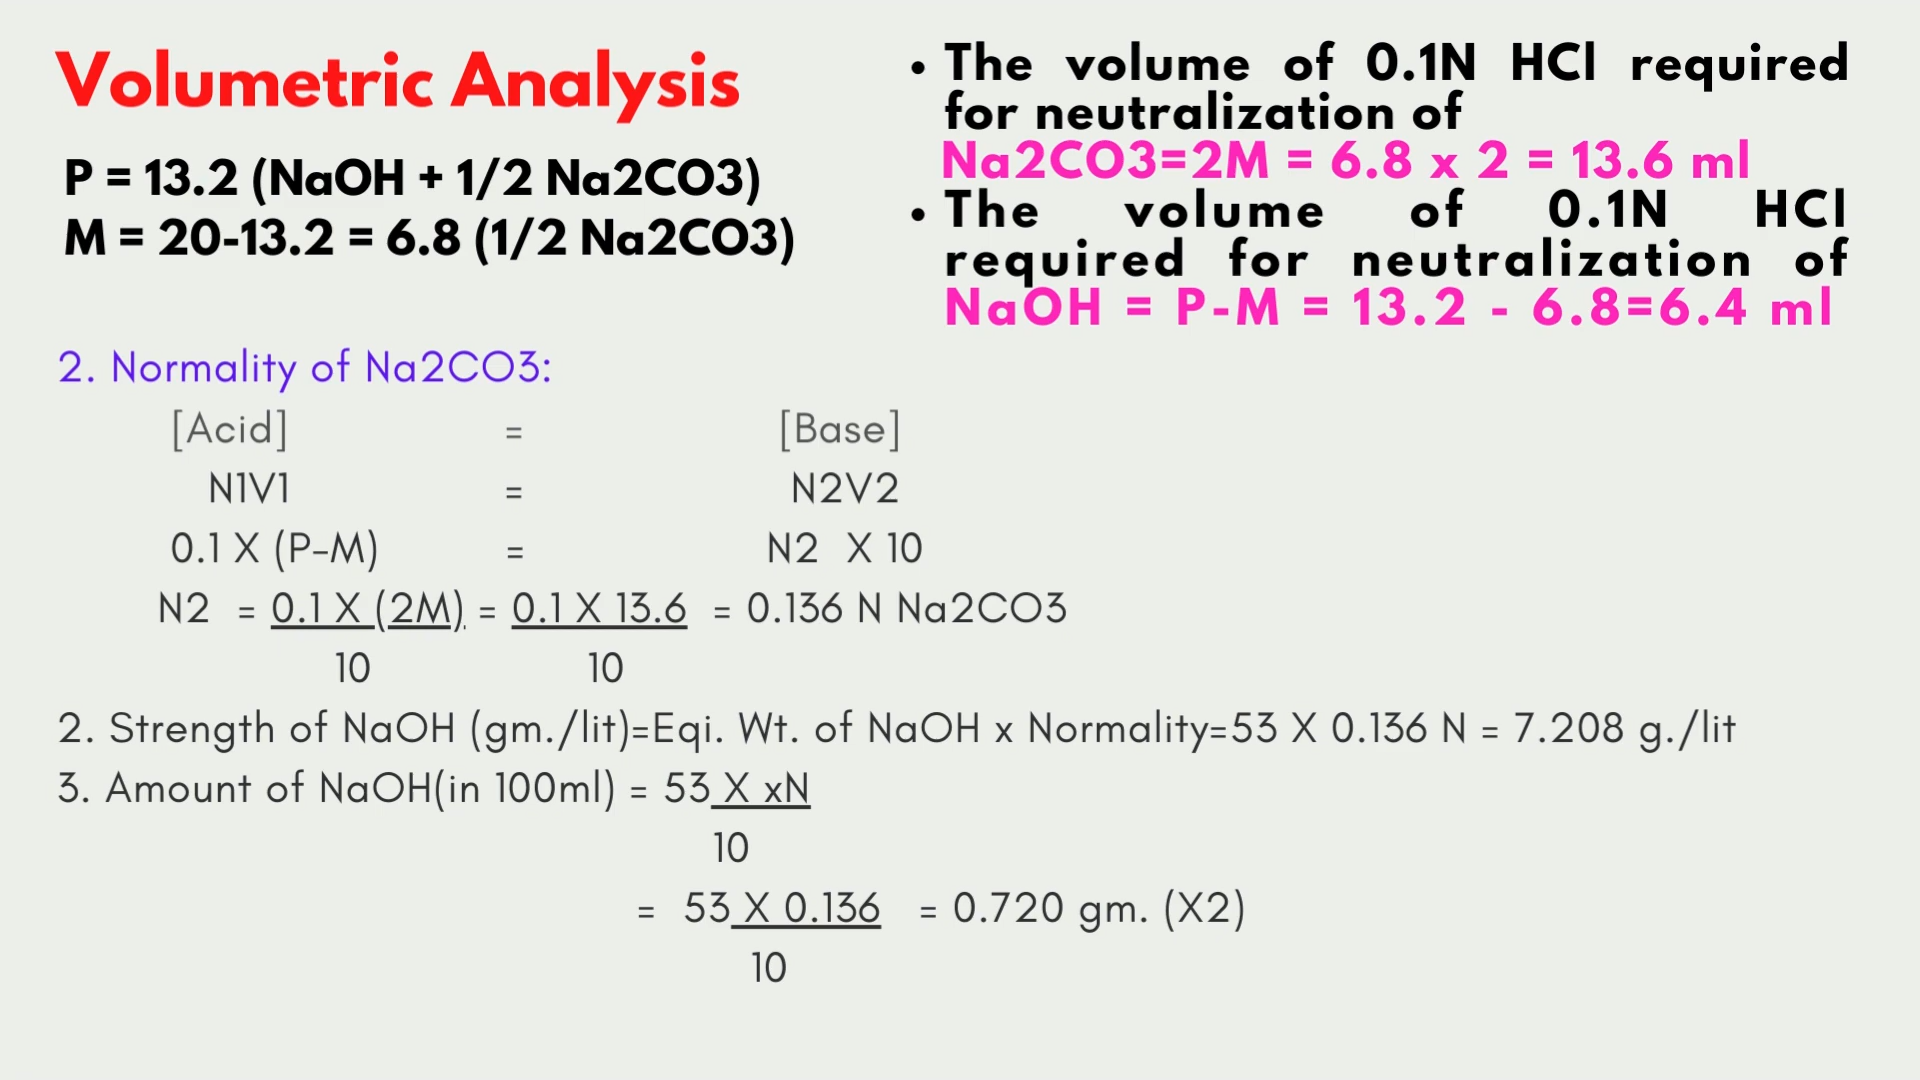 Volumetric Analysis
P = 13.2 (NaOH + 1/2 Na2CO3)
M = 20-13.2 = 6.8 (1/2 Na2CO3)
• The volume of 0.1N HCl required
for neutralization of
Na2CO3=2M = 6.8 x 2 = 13.6 ml
• The volume of 0.1N HCl
required for neutralization of
NaOH = P-M = 13.2 - 6.8=6.4 ml
2. Normality of Na2CO3:
[Acid] = [Base]
N1V1 = N2V2
0.1 X (P-M) = N2 X 10
N2 = 0.1 X (2M) = 0.1 X 13.6 = 0.136 N Na2CO3
10 10
2. Strength of NaOH (gm./lit)=Eqi. Wt. of NaOH x Normality=53 X 0.136 N = 7.208 g./lit
3. Amount of NaOH(in 100ml) = 53 X xN
10
= 53 X 0.136 = 0.720 gm. (X2)
10